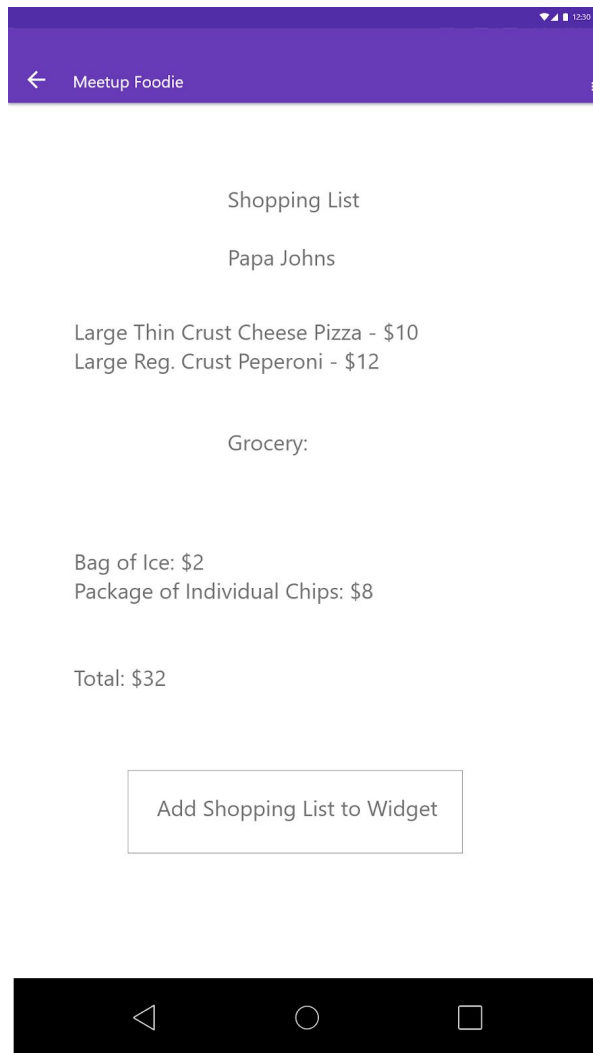 12:30
Meetup Foodie
Shopping List
Papa Johns
Large Thin Crust Cheese Pizza - $10
Large Reg. Crust Peperoni - $12
Grocery:
Bag of Ice: $2
Package of Individual Chips: $8
Total: $32
Add Shopping List to Widget